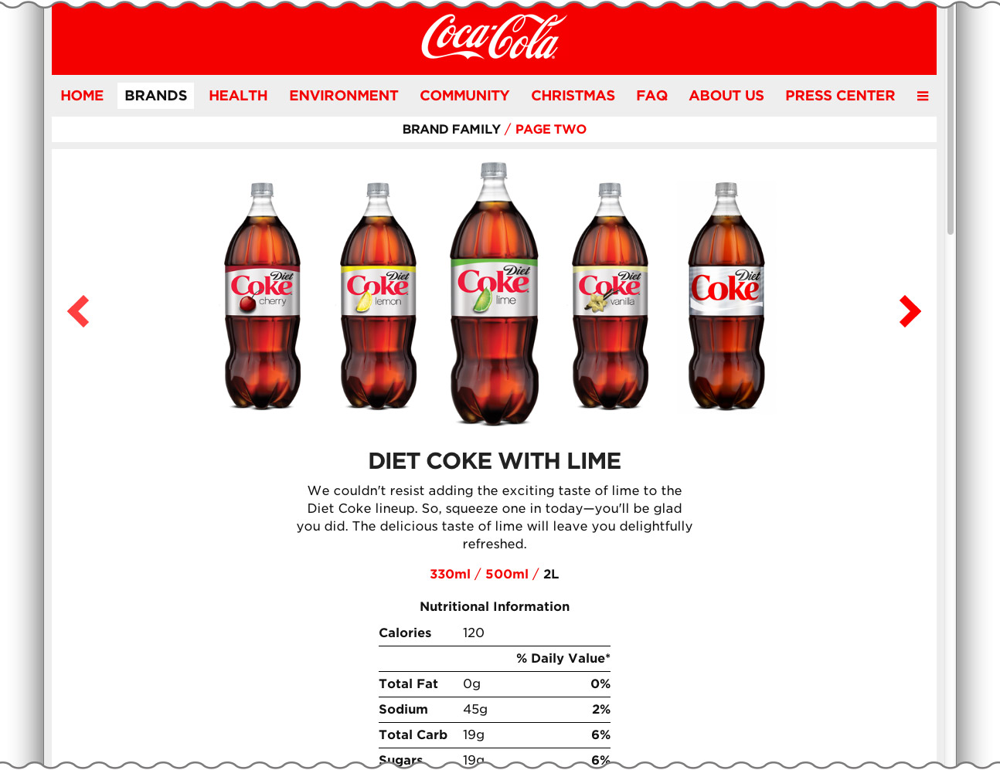 Coca-Cola
HOME BRANDS HEALTH ENVIRONMENT COMMUNITY CHRISTMAS FAQ ABOUT US PRESS CENTER
BRAND FAMILY / PAGE TWO
Diet Coke cherry
Diet Coke lemon
Diet Coke lime
Diet Coke vanilla
Diet Coke
DIET COKE WITH LIME
We couldn't resist adding the exciting taste of lime to the
Diet Coke lineup. So, squeeze one in today—you'll be glad
you did. The delicious taste of lime will leave you delightfully
refreshed.
330ml / 500ml / 2L
Nutritional Information
Calories 120
% Daily Value*
Total Fat 0g 0%
Sodium 45g 2%
Total Carb 19g 6%
Sugars 19g 6%